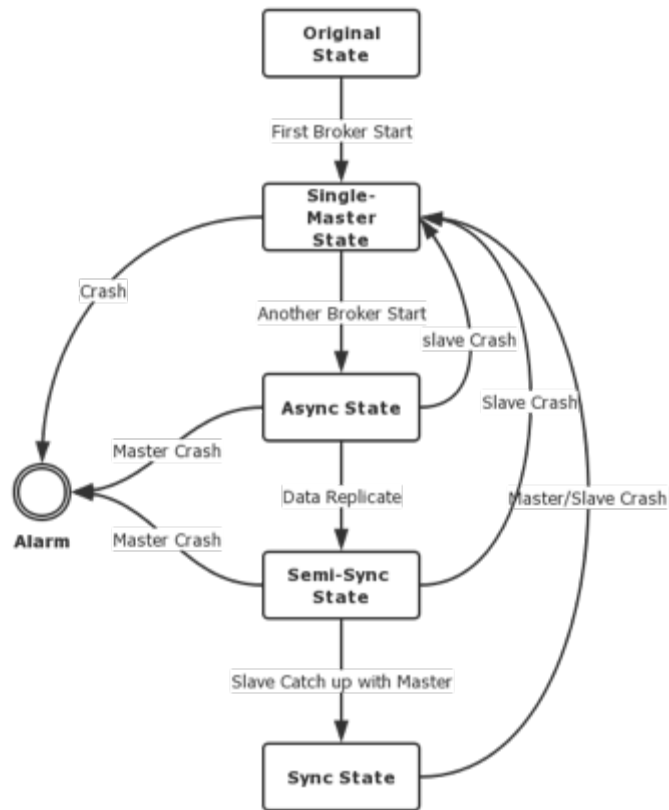 Original
State
First Broker Start
Single-
Master
State
Crash
Another Broker Start
slave Crash
Async State
Slave Crash
Master Crash
Data Replicate
Master/Slave Crash
Alarm
Master Crash
Semi-Sync
State
Slave Catch up with Master
Sync State